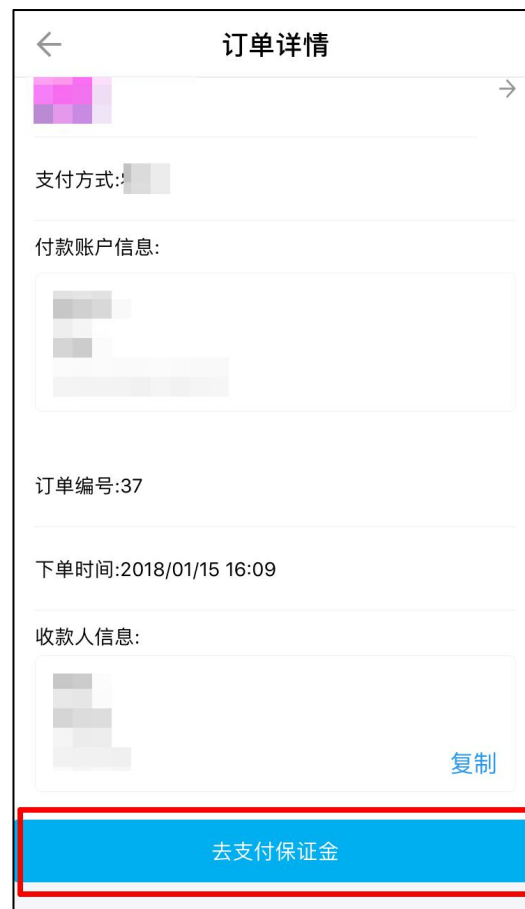 订单详情
支付方式:
付款账户信息:
订单编号:37
下单时间:2018/01/15 16:09
收款人信息:
复制
去支付保证金